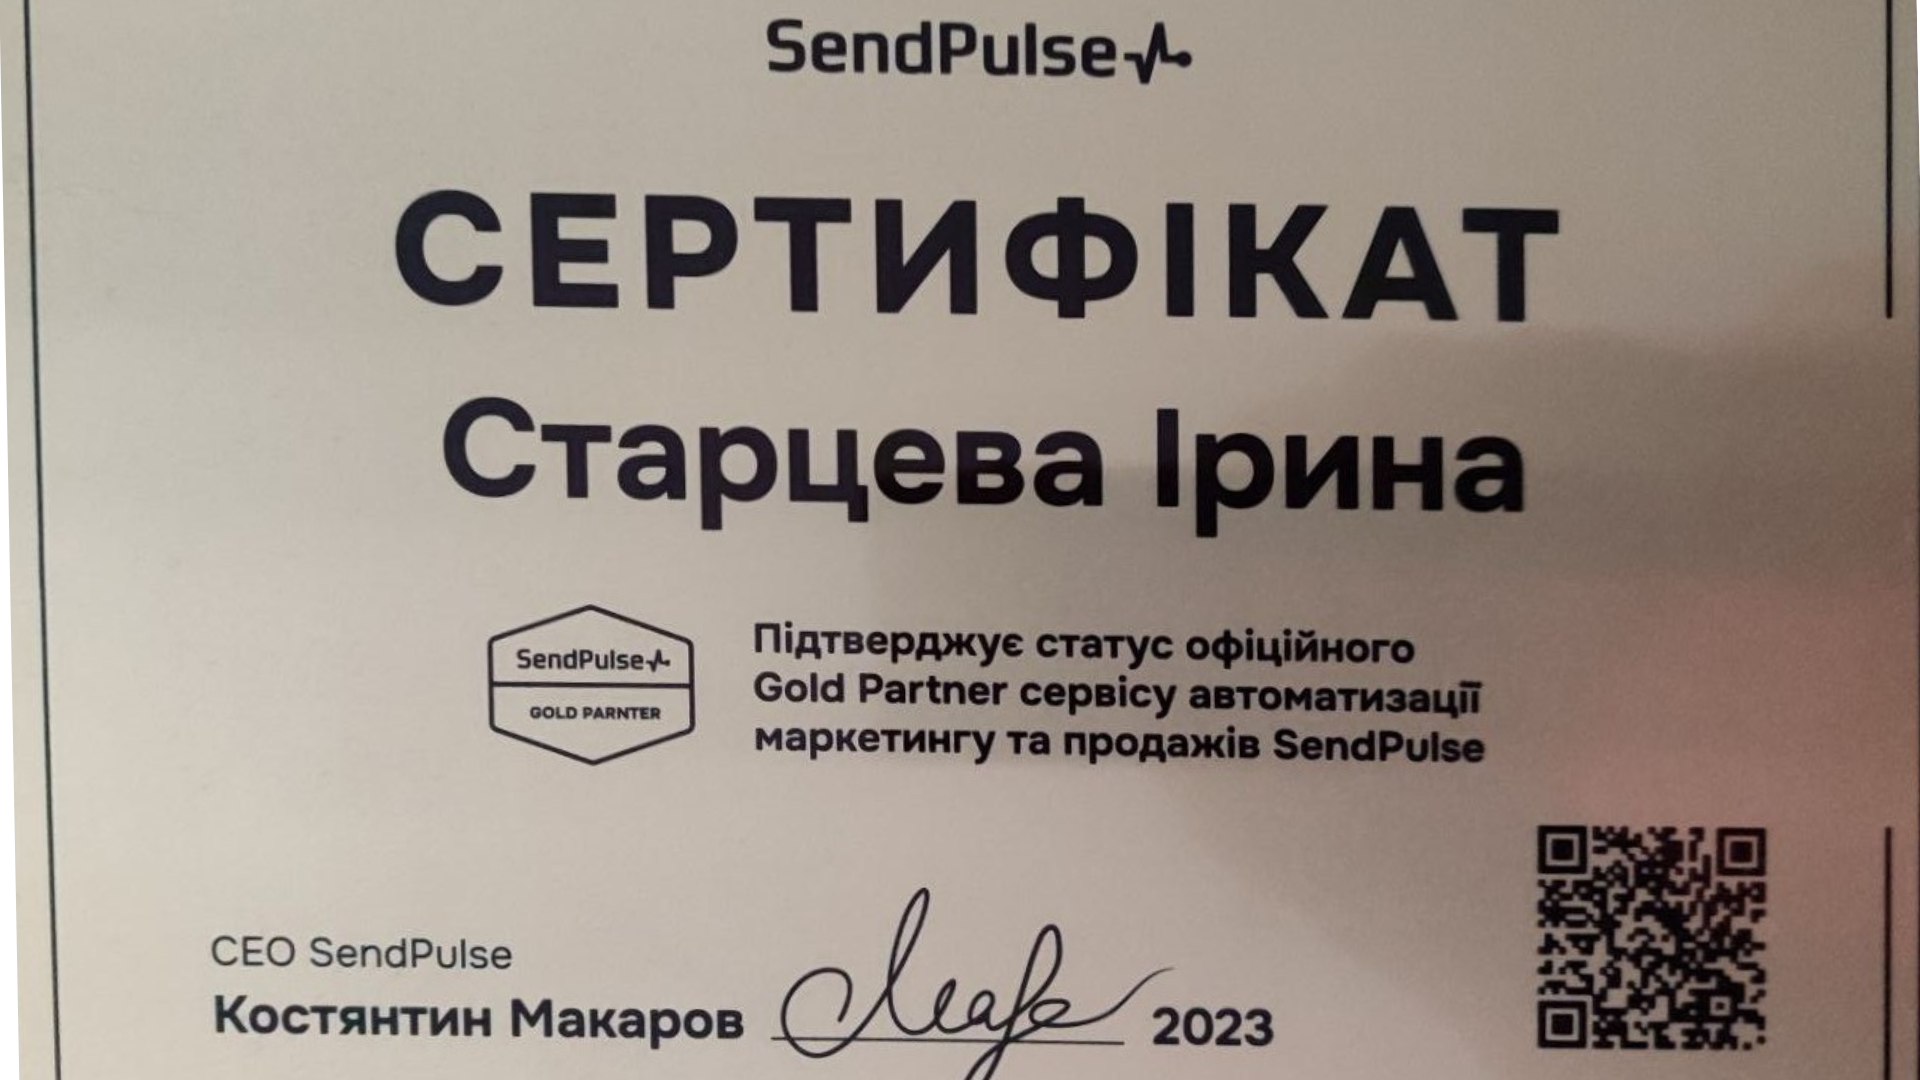 SendPulse
СЕРТИФІКАТ
Старцева Ірина
SendPulse
GOLD PARNTER
Підтверджує статус офіційного
Gold Partner сервісу автоматизації
маркетингу та продажів SendPulse
CEO SendPulse
Костянтин Макаров
2023